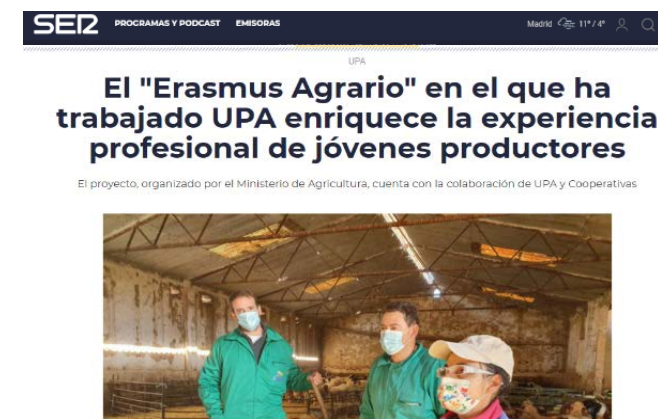 SER PROGRAMAS Y PODCAST EMISORAS Madrid 11º / 4º
UPA
El "Erasmus Agrario" en el que ha
trabajado UPA enriquece la experiencia
profesional de jóvenes productores
El proyecto, organizado por el Ministerio de Agricultura, cuenta con la colaboración de UPA y Cooperativas